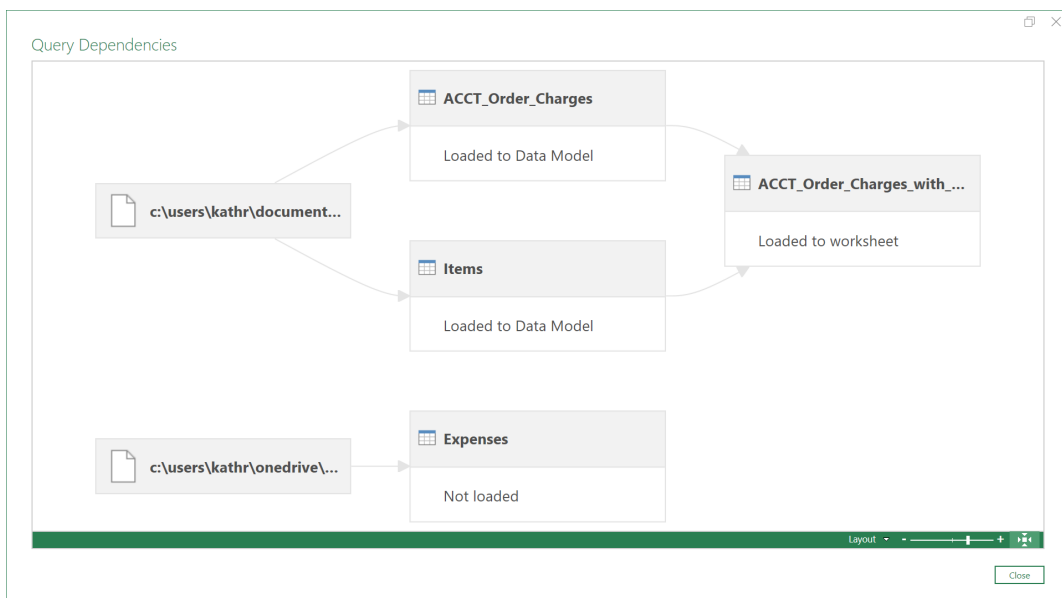 Query Dependencies
ACCT_Order_Charges
Loaded to Data Model
c:\users\kathr\document...
ACCT_Order_Charges_with_...
Loaded to worksheet
Items
Loaded to Data Model
c:\users\kathr\onedrive\...
Expenses
Not loaded
Layout - +
Close